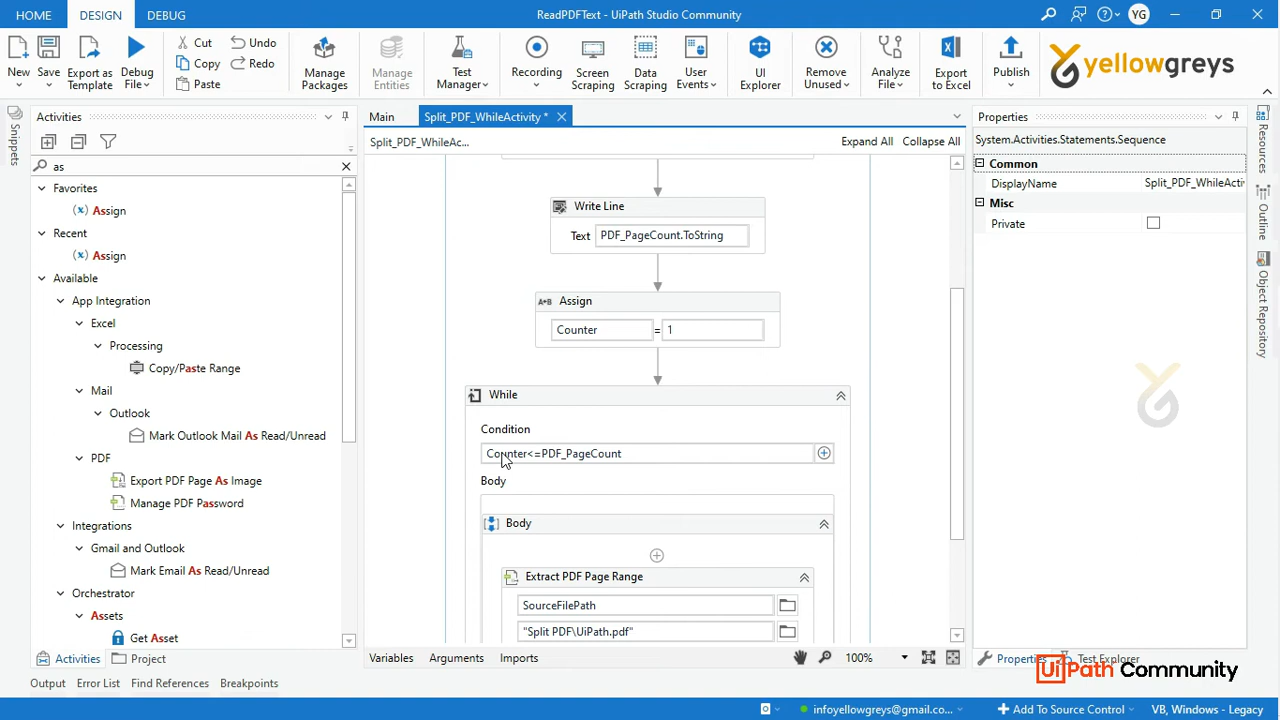 HOME
DESIGN
DEBUG
ReadPDFText - UiPath Studio Community
YG
New
Save
Export as Template
Debug File
Cut
Copy
Paste
Undo
Redo
Manage Packages
Manage Entities
Test Manager
Recording
Screen Scraping
Data Scraping
User Events
UI Explorer
Remove Unused
Analyze File
Export to Excel
Publish
yellowgreys
Snippets
Activities
as
Favorites
Assign
Recent
Assign
Available
App Integration
Excel
Processing
Copy/Paste Range
Mail
Outlook
Mark Outlook Mail As Read/Unread
PDF
Export PDF Page As Image
Manage PDF Password
Integrations
Gmail and Outlook
Mark Email As Read/Unread
Orchestrator
Assets
Get Asset
Activities
Project
Main
Split_PDF_WhileActivity *
Split_PDF_WhileAc...
Expand All
Collapse All
Write Line
Text PDF_PageCount.ToString
A*B Assign
Counter = 1
While
Condition
Counter<=PDF_PageCount
Body
Body
Extract PDF Page Range
SourceFilePath
"Split PDF\UiPath.pdf"
Variables
Arguments
Imports
100%
Properties
System.Activities.Statements.Sequence
Common
DisplayName Split_PDF_WhileActivi
Misc
Private
Resources
Outline
Object Repository
Properties
Test Explorer
UiPath Community
Output
Error List
Find References
Breakpoints
infoyellowgreys@gmail.co...
Add To Source Control
VB, Windows - Legacy